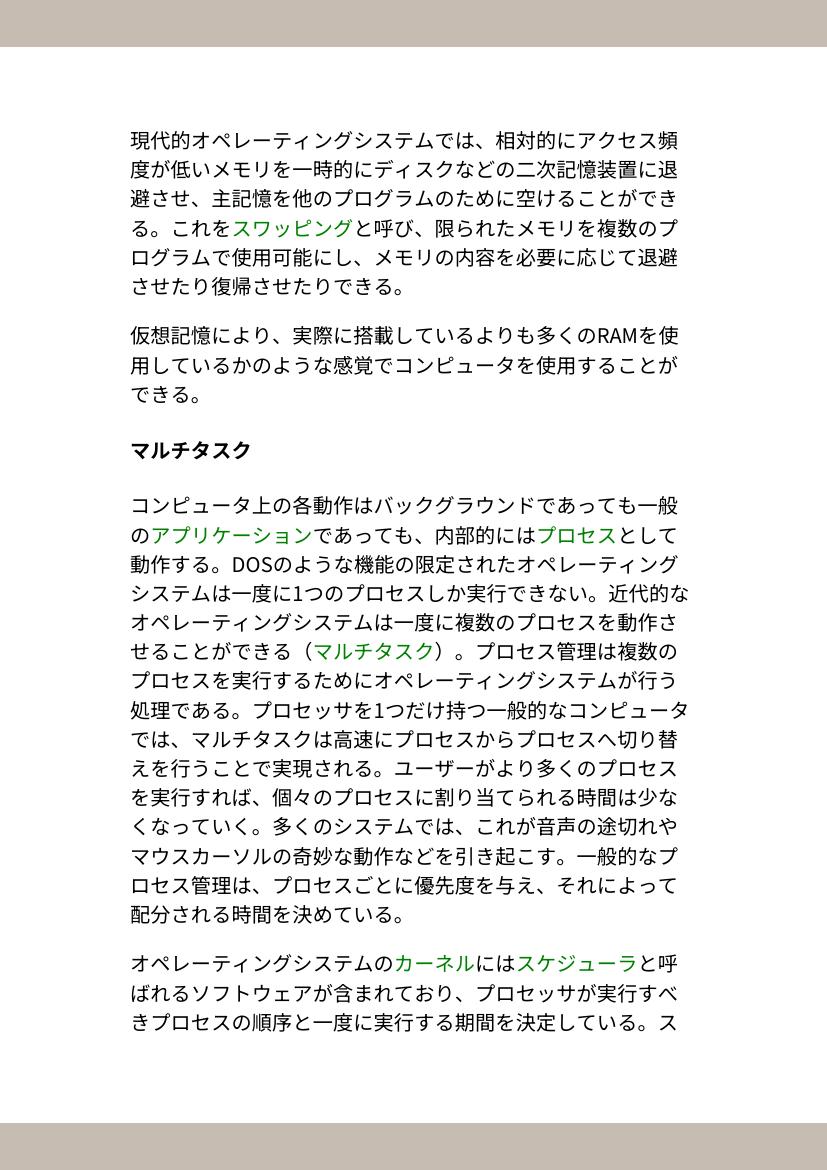 現代的オペレーティングシステムでは、相対的にアクセス頻
度が低いメモリを一時的にディスクなどの二次記憶装置に退
避させ、主記憶を他のプログラムのために空けることができ
る。これをスワッピングと呼び、限られたメモリを複数のプ
ログラムで使用可能にし、メモリの内容を必要に応じて退避
させたり復帰させたりできる。
仮想記憶により、実際に搭載しているよりも多くのRAMを使
用しているかのような感覚でコンピュータを使用することが
できる。
マルチタスク
コンピュータ上の各動作はバックグラウンドであっても一般
のアプリケーションであっても、内部的にはプロセスとして
動作する。DOSのような機能の限定されたオペレーティング
システムは一度に1つのプロセスしか実行できない。近代的な
オペレーティングシステムは一度に複数のプロセスを動作さ
せることができる（マルチタスク）。プロセス管理は複数の
プロセスを実行するためにオペレーティングシステムが行う
処理である。プロセッサを1つだけ持つ一般的なコンピュータ
では、マルチタスクは高速にプロセスからプロセスへ切り替
えを行うことで実現される。ユーザーがより多くのプロセス
を実行すれば、個々のプロセスに割り当てられる時間は少な
くなっていく。多くのシステムでは、これが音声の途切れや
マウスカーソルの奇妙な動作などを引き起こす。一般的なプ
ロセス管理は、プロセスごとに優先度を与え、それによって
配分される時間を決めている。
オペレーティングシステムのカーネルにはスケジューラと呼
ばれるソフトウェアが含まれており、プロセッサが実行すべ
きプロセスの順序と一度に実行する期間を決定している。ス